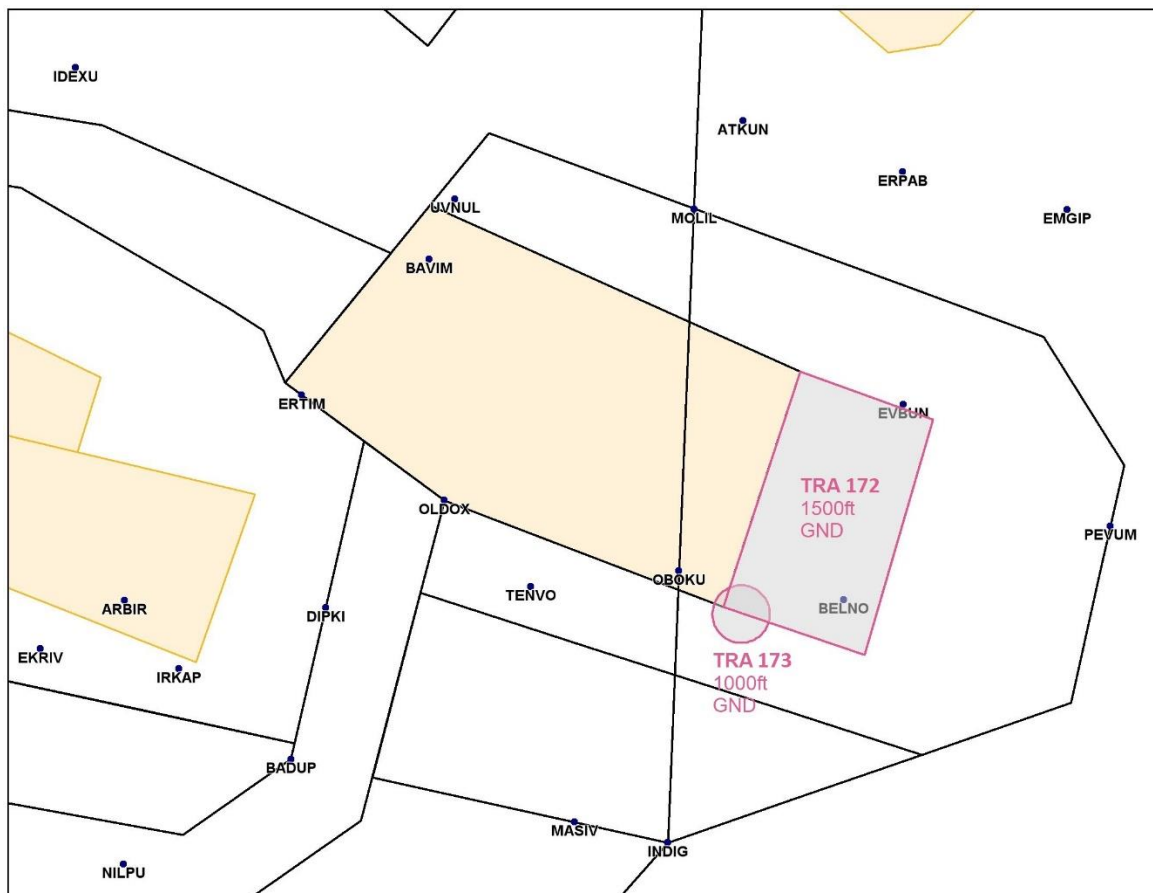 IDEXU
ATKUN
ERPAB
UVNUL
MOLIL
EMGIP
BAVIM
ERTIM
EVBUN
TRA 172
1500ft
GND
OLDOX
PEVUM
OBOKU
TENVO
ARBIR
BELNO
DIPKI
EKRIV
IRKAP
TRA 173
1000ft
GND
BADUP
MASIV
INDIG
NILPU